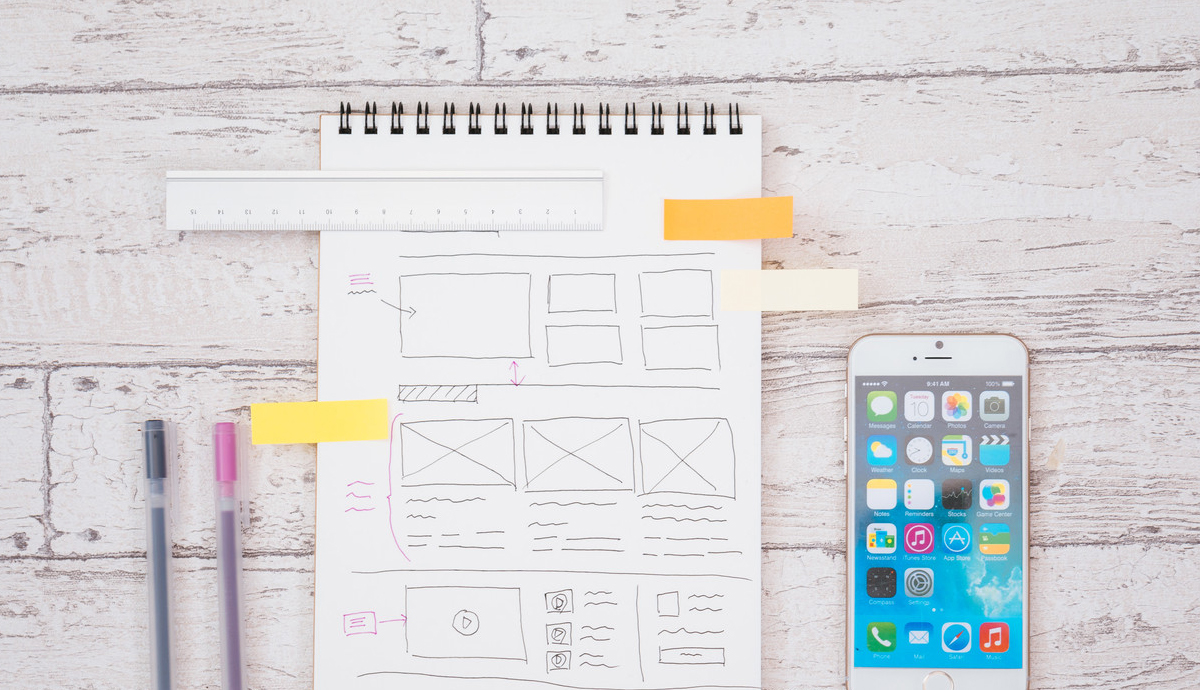 15 14 13 12 11 10 9 8 7 6 5 4 3 2 1
9:41 AM 100%
Tuesday
10
Messages Calendar Photos Camera
Weather Clock Maps Videos
Notes Reminders Stocks Game Center
Newsstand iTunes Store App Store Passbook
Compass Settings
Phone Mail Safari Music